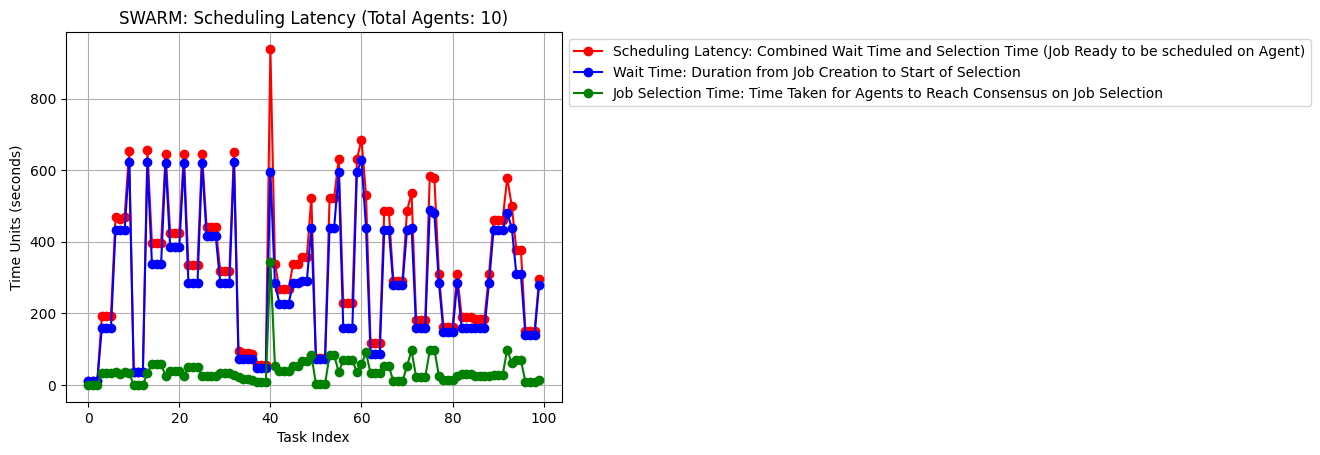 SWARM: Scheduling Latency (Total Agents: 10)
Scheduling Latency: Combined Wait Time and Selection Time (Job Ready to be scheduled on Agent)
Wait Time: Duration from Job Creation to Start of Selection
Job Selection Time: Time Taken for Agents to Reach Consensus on Job Selection
Time Units (seconds)
800
600
400
200
0
0 20 40 60 80 100
Task Index